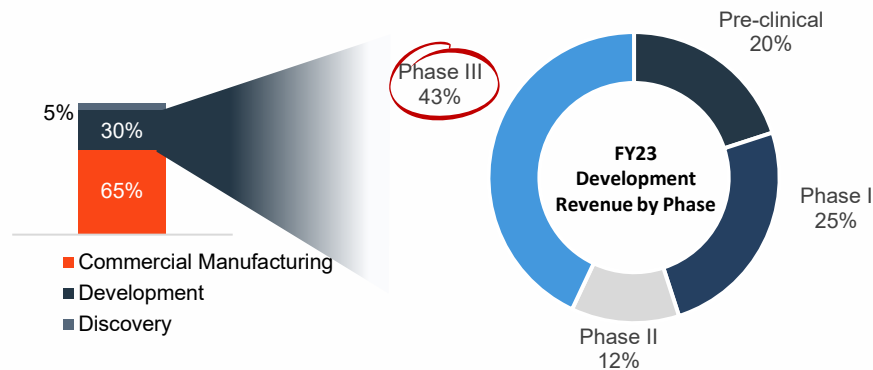 5%
30%
65%
Commercial Manufacturing
Development
Discovery
Phase III
43%
Pre-clinical
20%
FY23
Development
Revenue by Phase
Phase I
25%
Phase II
12%